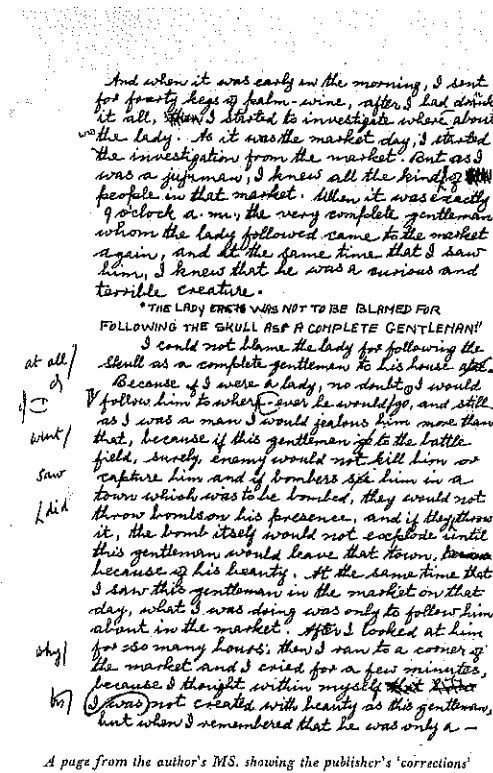 And when it was early in the morning, I sent
for fourty kegs of palm-wine, after I had drunk
it all, I started to investigate where about
was the lady. As it was the market day, I started
the investigation from the market. But as I
was a juju-man, I knew all the kinds of
people in that market. When it was exactly
9 o'clock a.m., the very complete gentleman
whom the lady followed came to the market
again, and at the same time that I saw
him, I knew that he was a curious and
terrible creature.
"THE LADY WAS NOT TO BE BLAMED FOR
FOLLOWING THE SKULL AS A COMPLETE GENTLEMAN"
I could not blame the lady for following the
at all/ Skull as a complete gentleman to his house
of Because if I were a lady, no doubt I would
follow him to where-ever he would go, and still
as I was a man I would jealous him more than
went/ that, because if this gentleman to the battle
field, surely, enemy would not kill him or
saw capture him and if bombers him in a
town which was to be bombed, they would not
did throw bombs on his presence, and if they throw
it, the bomb itself would not explode until
this gentleman would leave that town,
because of his beauty. At the same time that
I saw this gentleman in the market on that
day, what I was doing was only to follow him
about in the market. After I looked at him
why/ for so many hours, then I ran to a corner of
the market and I cried for a few minutes,
because I thought within myself
I was not created with beauty as this gentleman,
but when I remembered that he was only a —
A page from the author's MS. showing the publisher's 'corrections'